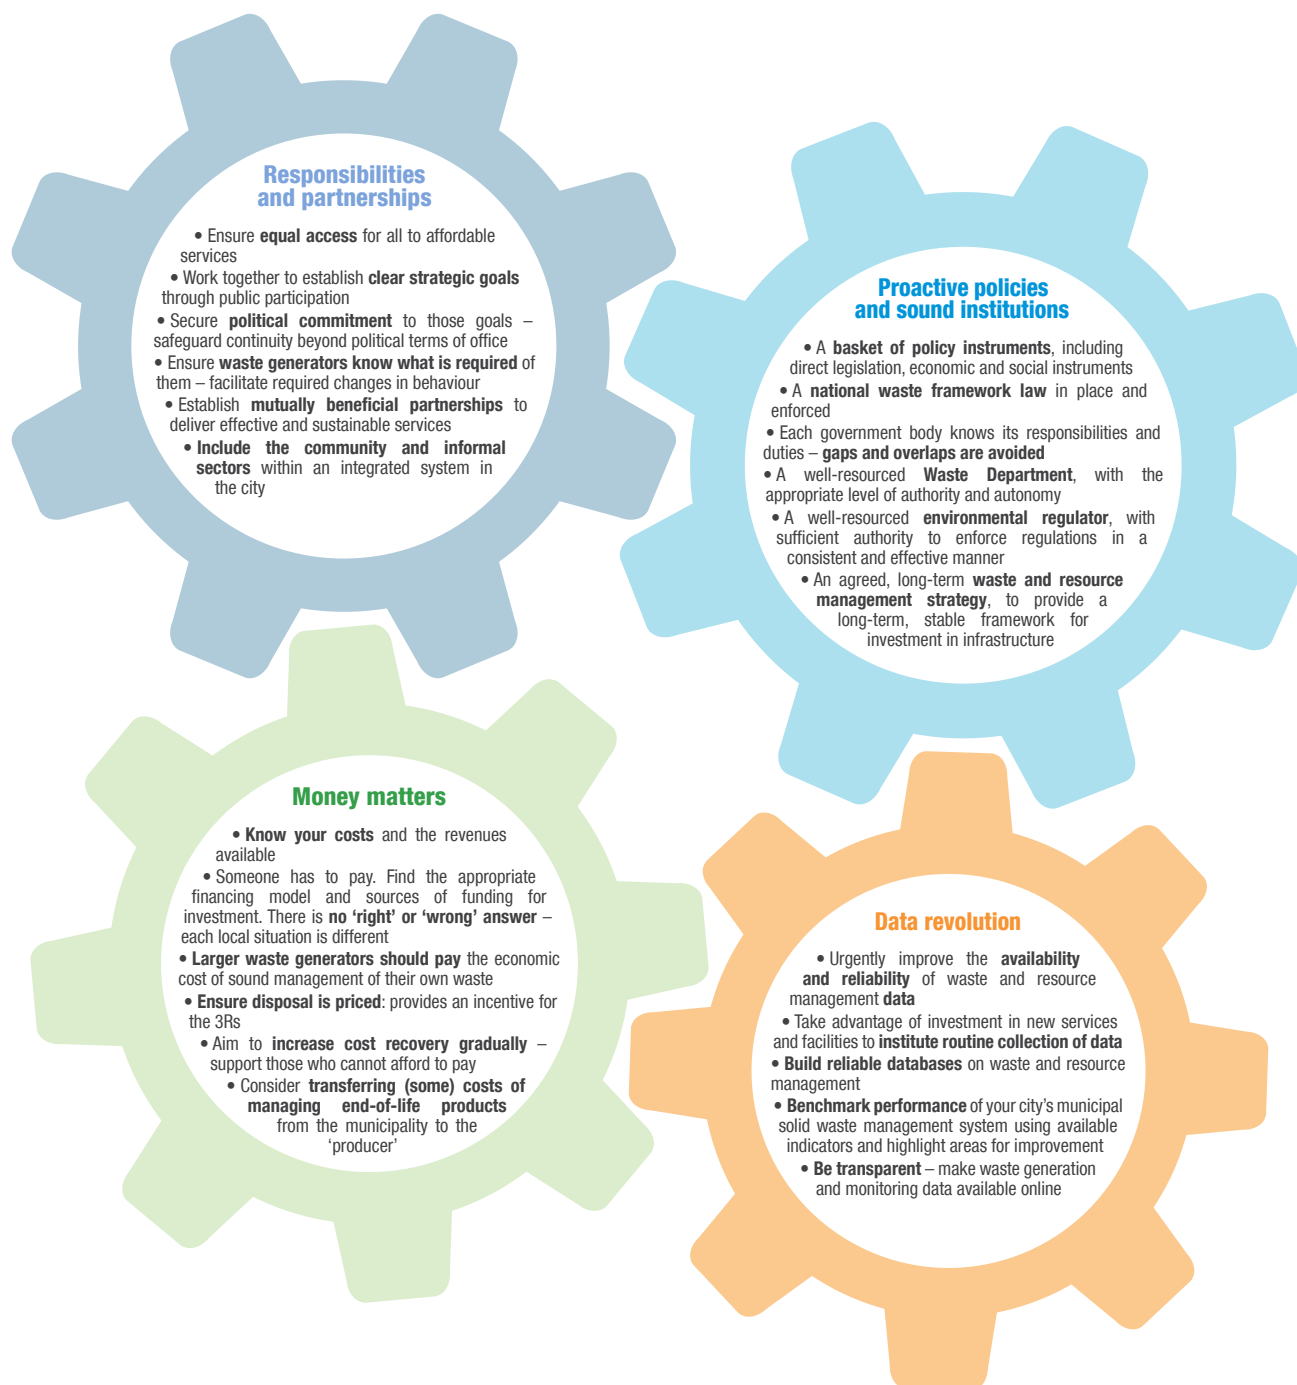 Responsibilities
and partnerships
• Ensure equal access for all to affordable
services
• Work together to establish clear strategic goals
through public participation
• Secure political commitment to those goals –
safeguard continuity beyond political terms of office
• Ensure waste generators know what is required of
them – facilitate required changes in behaviour
• Establish mutually beneficial partnerships to
deliver effective and sustainable services
• Include the community and informal
sectors within an integrated system in
the city
Proactive policies
and sound institutions
• A basket of policy instruments, including
direct legislation, economic and social instruments
• A national waste framework law in place and
enforced
• Each government body knows its responsibilities and
duties – gaps and overlaps are avoided
• A well-resourced Waste Department, with the
appropriate level of authority and autonomy
• A well-resourced environmental regulator, with
sufficient authority to enforce regulations in a
consistent and effective manner
• An agreed, long-term waste and resource
management strategy, to provide a
long-term, stable framework for
investment in infrastructure
Money matters
• Know your costs and the revenues
available
• Someone has to pay. Find the appropriate
financing model and sources of funding for
investment. There is no ‘right’ or ‘wrong’ answer –
each local situation is different
• Larger waste generators should pay the economic
cost of sound management of their own waste
• Ensure disposal is priced: provides an incentive for
the 3Rs
• Aim to increase cost recovery gradually –
support those who cannot afford to pay
• Consider transferring (some) costs of
managing end-of-life products
from the municipality to the
‘producer’
Data revolution
• Urgently improve the availability
and reliability of waste and resource
management data
• Take advantage of investment in new services
and facilities to institute routine collection of data
• Build reliable databases on waste and resource
management
• Benchmark performance of your city’s municipal
solid waste management system using available
indicators and highlight areas for improvement
• Be transparent – make waste generation
and monitoring data available online